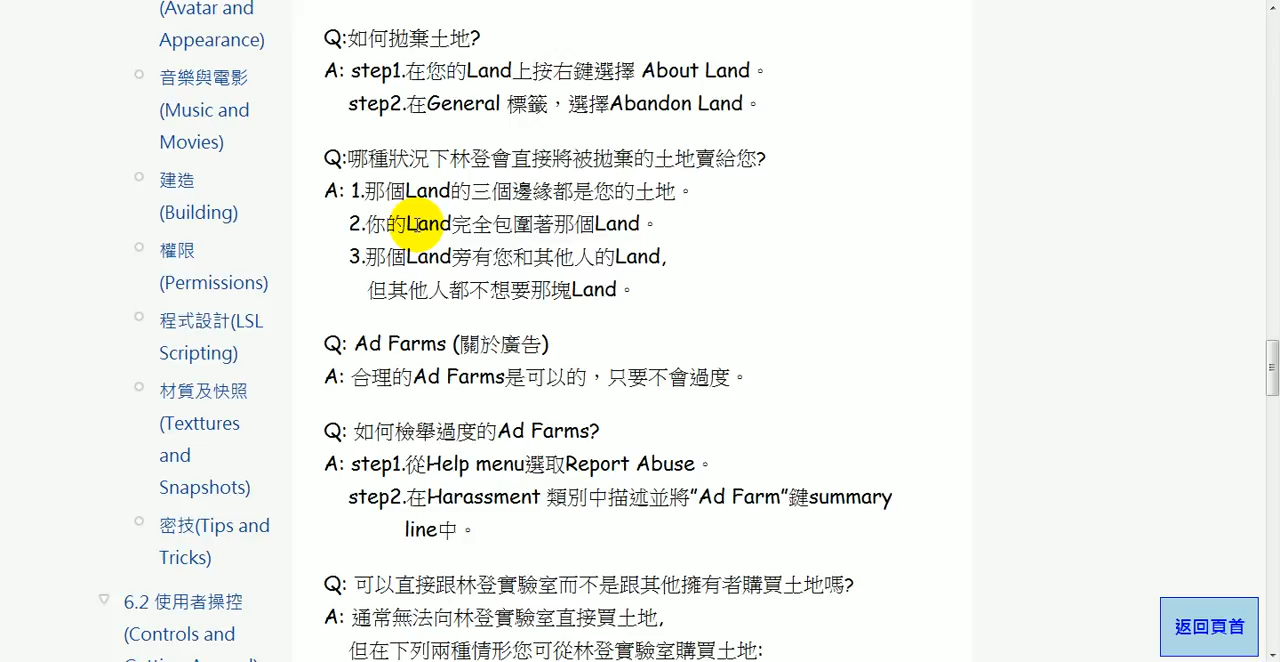 (Avatar and
Appearance)
音樂與電影
(Music and
Movies)
建造
(Building)
權限
(Permissions)
程式設計(LSL
Scripting)
材質及快照
(Texttures
and
Snapshots)
密技(Tips and
Tricks)
6.2 使用者操控
(Controls and
Q:如何拋棄土地?
A: step1.在您的Land上按右鍵選擇 About Land。
step2.在General 標籤，選擇Abandon Land。
Q:哪種狀況下林登會直接將被拋棄的土地賣給您?
A: 1.那個Land的三個邊緣都是您的土地。
2.你的Land完全包圍著那個Land。
3.那個Land旁有您和其他人的Land,
但其他人都不想要那塊Land。
Q: Ad Farms (關於廣告)
A: 合理的Ad Farms是可以的，只要不會過度。
Q: 如何檢舉過度的Ad Farms?
A: step1.從Help menu選取Report Abuse。
step2.在Harassment 類別中描述並將”Ad Farm”鍵summary
line中。
Q: 可以直接跟林登實驗室而不是跟其他擁有者購買土地嗎?
A: 通常無法向林登實驗室直接買土地,
但在下列兩種情形您可從林登實驗室購買土地:
返回頁首